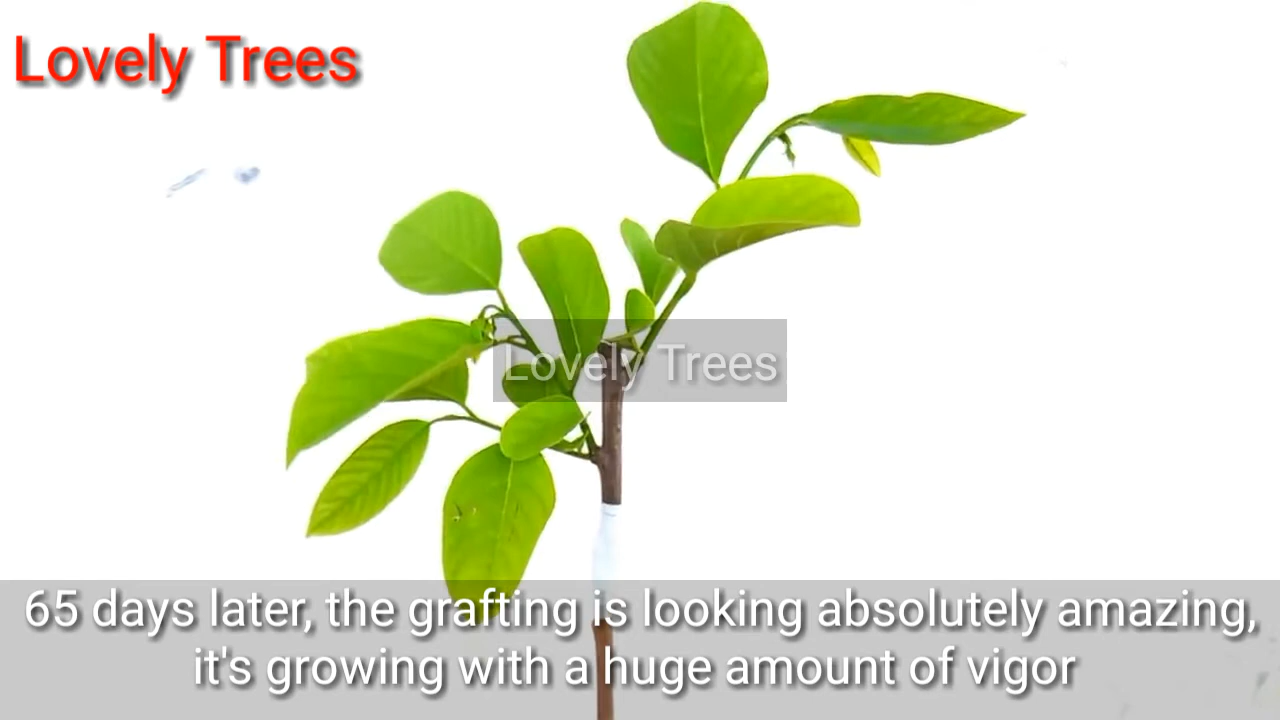 Lovely Trees
Lovely Trees
65 days later, the grafting is looking absolutely amazing,
it's growing with a huge amount of vigor